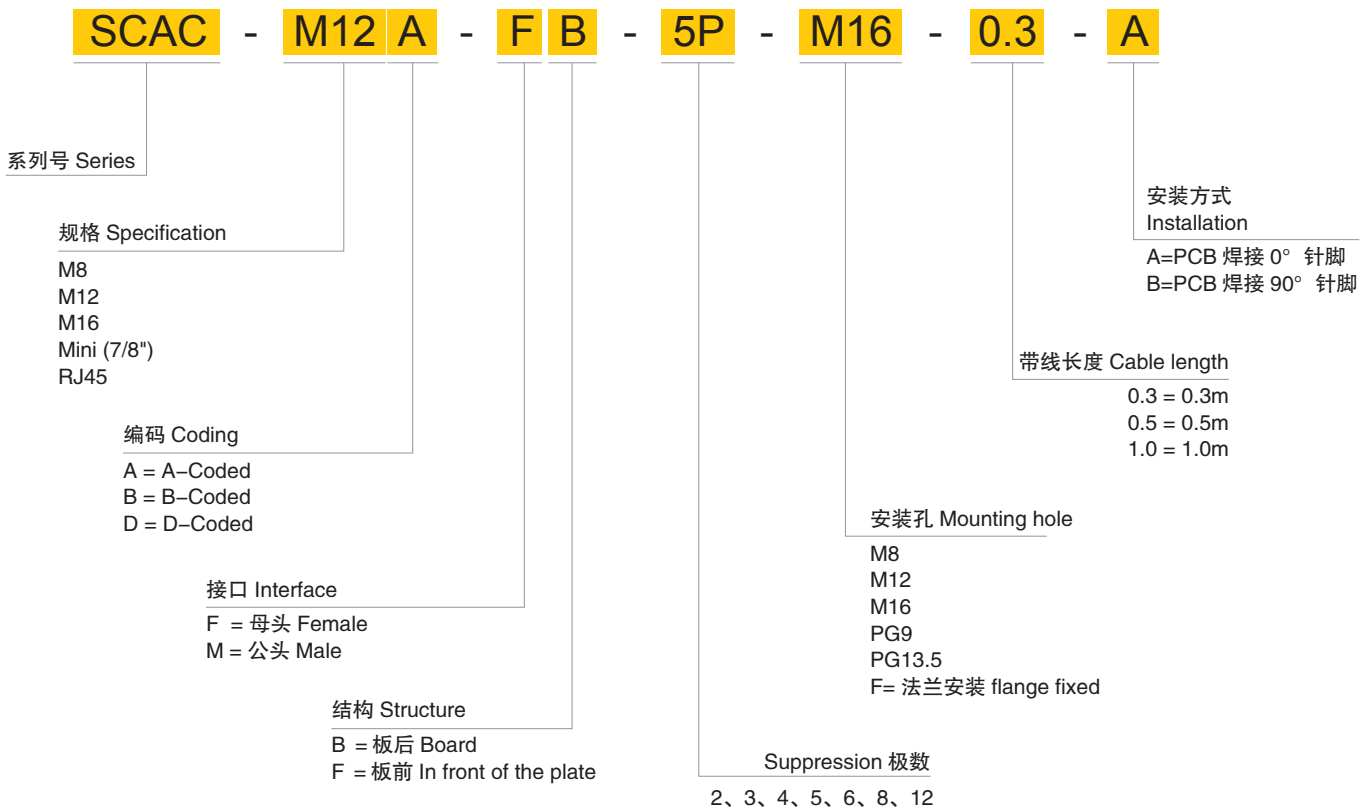 SCAC - M12 A - F B - 5P - M16 - 0.3 - A
系列号 Series
规格 Specification
M8
M12
M16
Mini (7/8")
RJ45
编码 Coding
A = A–Coded
B = B–Coded
D = D–Coded
接口 Interface
F = 母头 Female
M = 公头 Male
结构 Structure
B = 板后 Board
F = 板前 In front of the plate
Suppression 极数
2、3、4、5、6、8、12
安装孔 Mounting hole
M8
M12
M16
PG9
PG13.5
F= 法兰安装 flange fixed
带线长度 Cable length
0.3 = 0.3m
0.5 = 0.5m
1.0 = 1.0m
安装方式
Installation
A=PCB 焊接 0° 针脚
B=PCB 焊接 90° 针脚